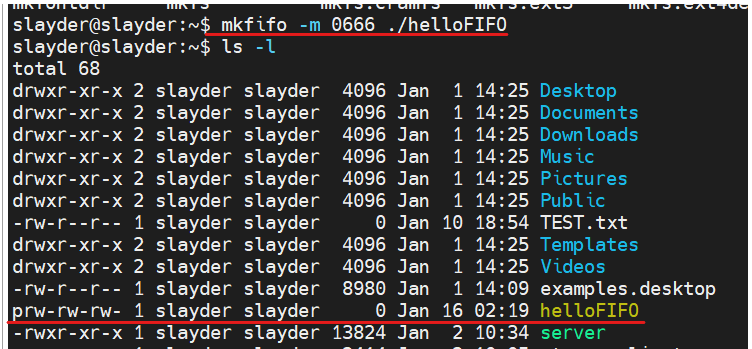 slayder@slayder:~$ mkfifo -m 0666 ./helloFIFO
slayder@slayder:~$ ls -l
total 68
drwxr-xr-x 2 slayder slayder  4096 Jan  1 14:25 Desktop
drwxr-xr-x 2 slayder slayder  4096 Jan  1 14:25 Documents
drwxr-xr-x 2 slayder slayder  4096 Jan  1 14:25 Downloads
drwxr-xr-x 2 slayder slayder  4096 Jan  1 14:25 Music
drwxr-xr-x 2 slayder slayder  4096 Jan  1 14:25 Pictures
drwxr-xr-x 2 slayder slayder  4096 Jan  1 14:25 Public
-rw-r--r-- 1 slayder slayder     0 Jan 10 18:54 TEST.txt
drwxr-xr-x 2 slayder slayder  4096 Jan  1 14:25 Templates
drwxr-xr-x 2 slayder slayder  4096 Jan  1 14:25 Videos
-rw-r--r-- 1 slayder slayder  8980 Jan  1 14:09 examples.desktop
prw-rw-rw- 1 slayder slayder     0 Jan 16 02:19 helloFIFO
-rwxr-xr-x 1 slayder slayder 13824 Jan  2 10:34 server